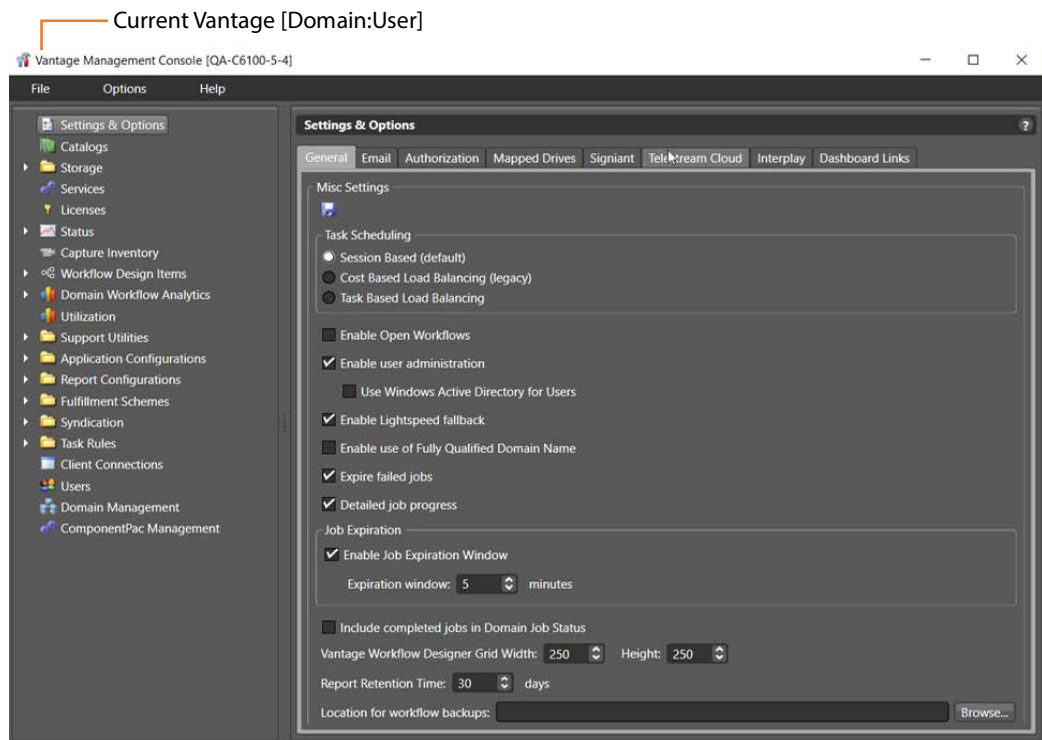 Current Vantage [Domain:User]
Vantage Management Console [QA-C6100-5-4]
File Options Help
Settings & Options
Catalogs
Storage
Services
Licenses
Status
Capture Inventory
Workflow Design Items
Domain Workflow Analytics
Utilization
Support Utilities
Application Configurations
Report Configurations
Fulfillment Schemes
Syndication
Task Rules
Client Connections
Users
Domain Management
ComponentPac Management
Settings & Options ?
General Email Authorization Mapped Drives Signiant Telestream Cloud Interplay Dashboard Links
Misc Settings
Task Scheduling
Session Based (default)
Cost Based Load Balancing (legacy)
Task Based Load Balancing
Enable Open Workflows
Enable user administration
Use Windows Active Directory for Users
Enable Lightspeed fallback
Enable use of Fully Qualified Domain Name
Expire failed jobs
Detailed job progress
Job Expiration
Enable Job Expiration Window
Expiration window: 5 minutes
Include completed jobs in Domain Job Status
Vantage Workflow Designer Grid Width: 250 Height: 250
Report Retention Time: 30 days
Location for workflow backups: Browse...